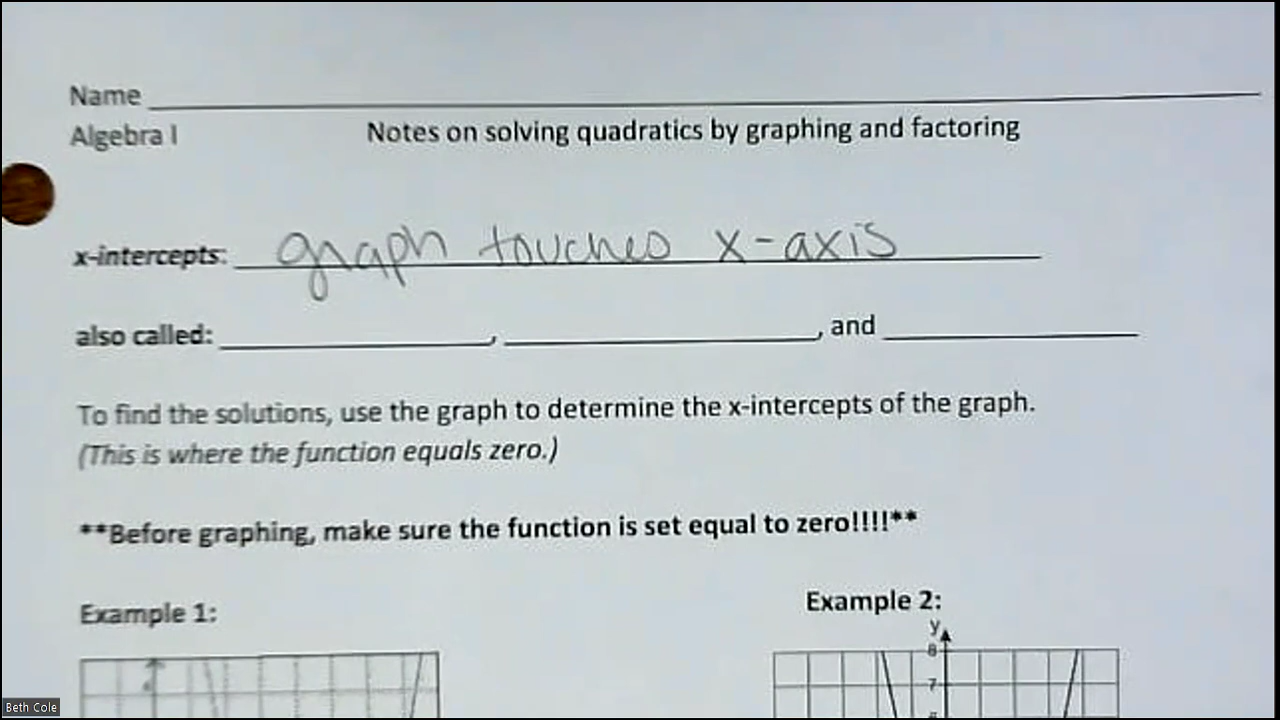 Name
Algebra I
Notes on solving quadratics by graphing and factoring
x-intercepts: graph touches x-axis
also called: , , and
To find the solutions, use the graph to determine the x-intercepts of the graph.
(This is where the function equals zero.)
**Before graphing, make sure the function is set equal to zero!!!!**
Example 1:
Example 2:
y
8
7
Beth Cole